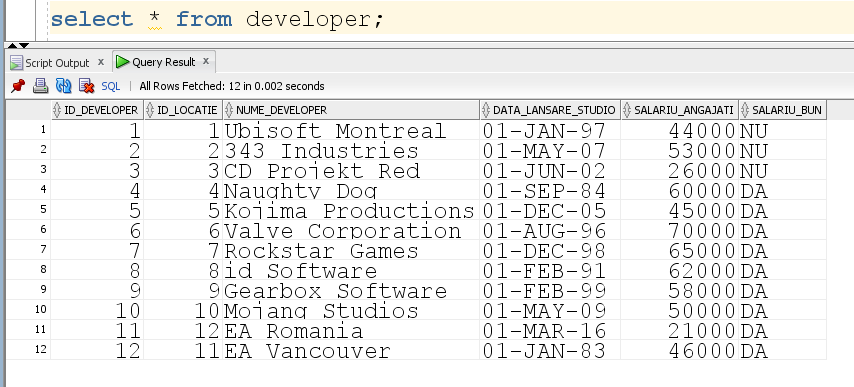 select * from developer;
Script Output x Query Result x
SQL | All Rows Fetched: 12 in 0.002 seconds
ID_DEVELOPER ID_LOCATIE NUME_DEVELOPER DATA_LANSARE_STUDIO SALARIU_ANGAJATI SALARIU_BUN
1 1 1 Ubisoft Montreal 01-JAN-97 44000 NU
2 2 2 343 Industries 01-MAY-07 53000 NU
3 3 3 CD Projekt Red 01-JUN-02 26000 NU
4 4 4 Naughty Dog 01-SEP-84 60000 DA
5 5 5 Kojima Productions 01-DEC-05 45000 DA
6 6 6 Valve Corporation 01-AUG-96 70000 DA
7 7 7 Rockstar Games 01-DEC-98 65000 DA
8 8 8 id Software 01-FEB-91 62000 DA
9 9 9 Gearbox Software 01-FEB-99 58000 DA
10 10 10 Mojang Studios 01-MAY-09 50000 DA
11 11 12 EA Romania 01-MAR-16 21000 DA
12 12 11 EA Vancouver 01-JAN-83 46000 DA